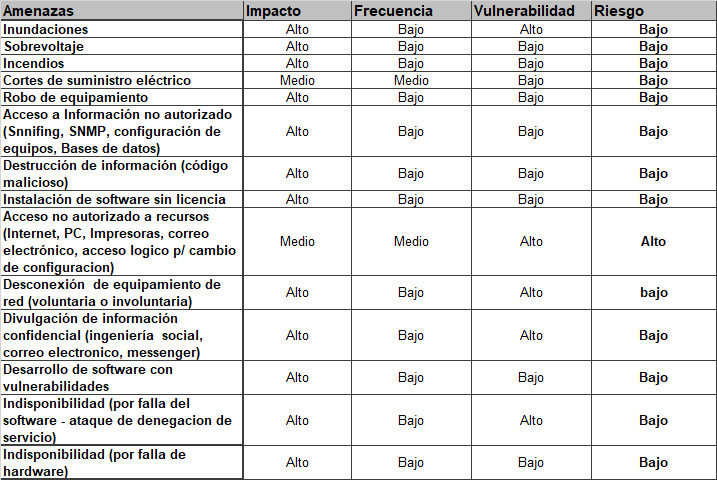 Amenazas Impacto Frecuencia Vulnerabilidad Riesgo
Inundaciones Alto Bajo Alto Bajo
Sobrevoltaje Alto Bajo Bajo Bajo
Incendios Alto Bajo Bajo Bajo
Cortes de suministro eléctrico Medio Medio Bajo Bajo
Robo de equipamiento Alto Bajo Bajo Bajo
Acceso a Información no autorizado
(Snnifing, SNMP, configuración de Alto Bajo Bajo Bajo
equipos, Bases de datos)
Destrucción de información (código Alto Bajo Bajo Bajo
malicioso)
Instalación de software sin licencia Alto Bajo Bajo Bajo
Acceso no autorizado a recursos
(Internet, PC, Impresoras, correo Medio Medio Alto Alto
electrónico, acceso logico p/ cambio
de configuracion)
Desconexión de equipamiento de Alto Bajo Alto bajo
red (voluntaria o involuntaria)
Divulgación de información
confidencial (ingeniería social, Alto Bajo Alto Bajo
correo electronico, messenger)
Desarrollo de software con Alto Bajo Bajo Bajo
vulnerabilidades
Indisponibilidad (por falla del
software - ataque de denegacion de Alto Bajo Alto Bajo
servicio)
Indisponibilidad (por falla de Alto Bajo Bajo Bajo
hardware)